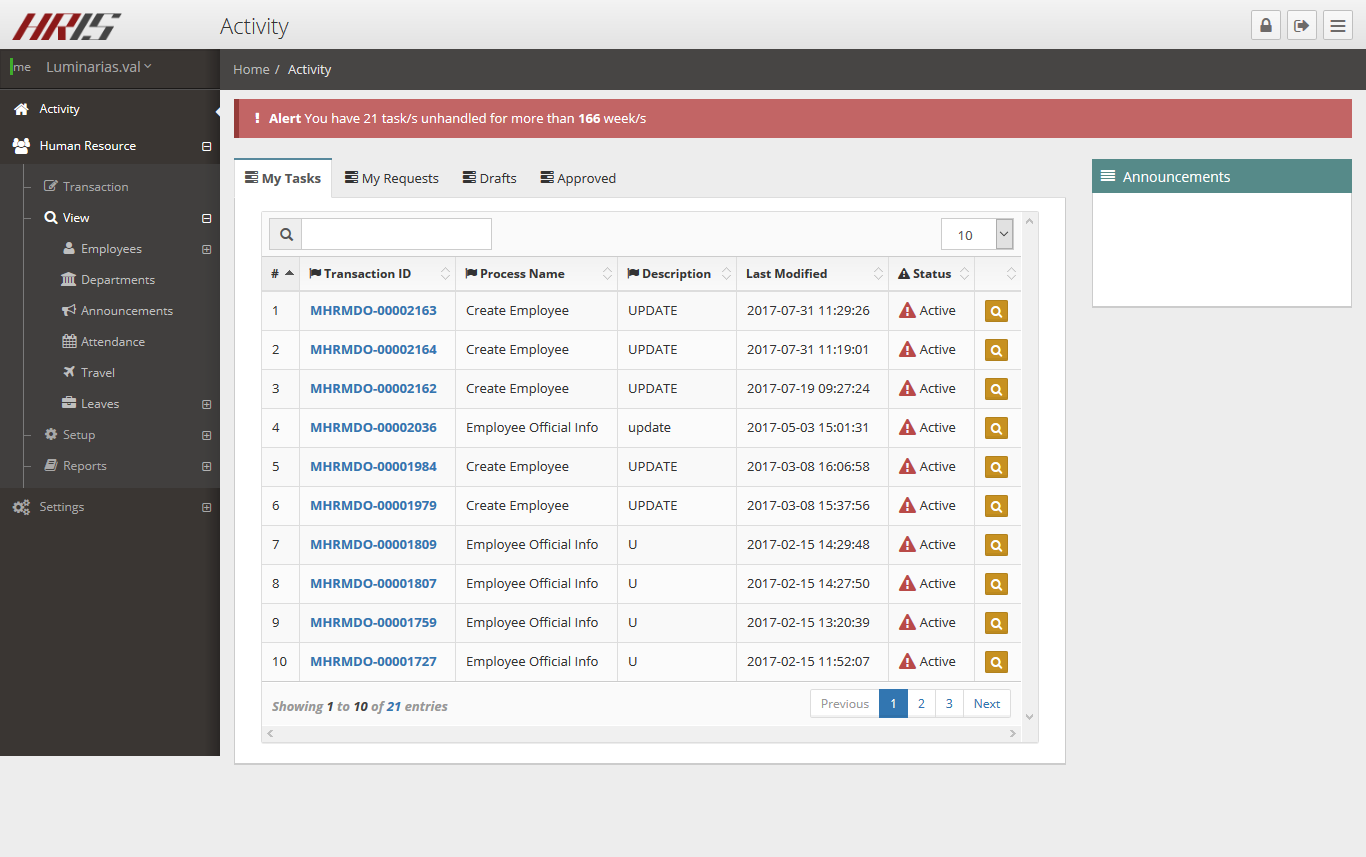 HRIS
Activity
me Luminarias.val
Home / Activity
Activity
Human Resource
Transaction
View
Employees
Departments
Announcements
Attendance
Travel
Leaves
Setup
Reports
Settings
! Alert You have 21 task/s unhandled for more than 166 week/s
My Tasks My Requests Drafts Approved
10
# Transaction ID Process Name Description Last Modified Status
1 MHRMDO-00002163 Create Employee UPDATE 2017-07-31 11:29:26 Active
2 MHRMDO-00002164 Create Employee UPDATE 2017-07-31 11:19:01 Active
3 MHRMDO-00002162 Create Employee UPDATE 2017-07-19 09:27:24 Active
4 MHRMDO-00002036 Employee Official Info update 2017-05-03 15:01:31 Active
5 MHRMDO-00001984 Create Employee UPDATE 2017-03-08 16:06:58 Active
6 MHRMDO-00001979 Create Employee UPDATE 2017-03-08 15:37:56 Active
7 MHRMDO-00001809 Employee Official Info U 2017-02-15 14:29:48 Active
8 MHRMDO-00001807 Employee Official Info U 2017-02-15 14:27:50 Active
9 MHRMDO-00001759 Employee Official Info U 2017-02-15 13:20:39 Active
10 MHRMDO-00001727 Employee Official Info U 2017-02-15 11:52:07 Active
Showing 1 to 10 of 21 entries
Previous 1 2 3 Next
Announcements